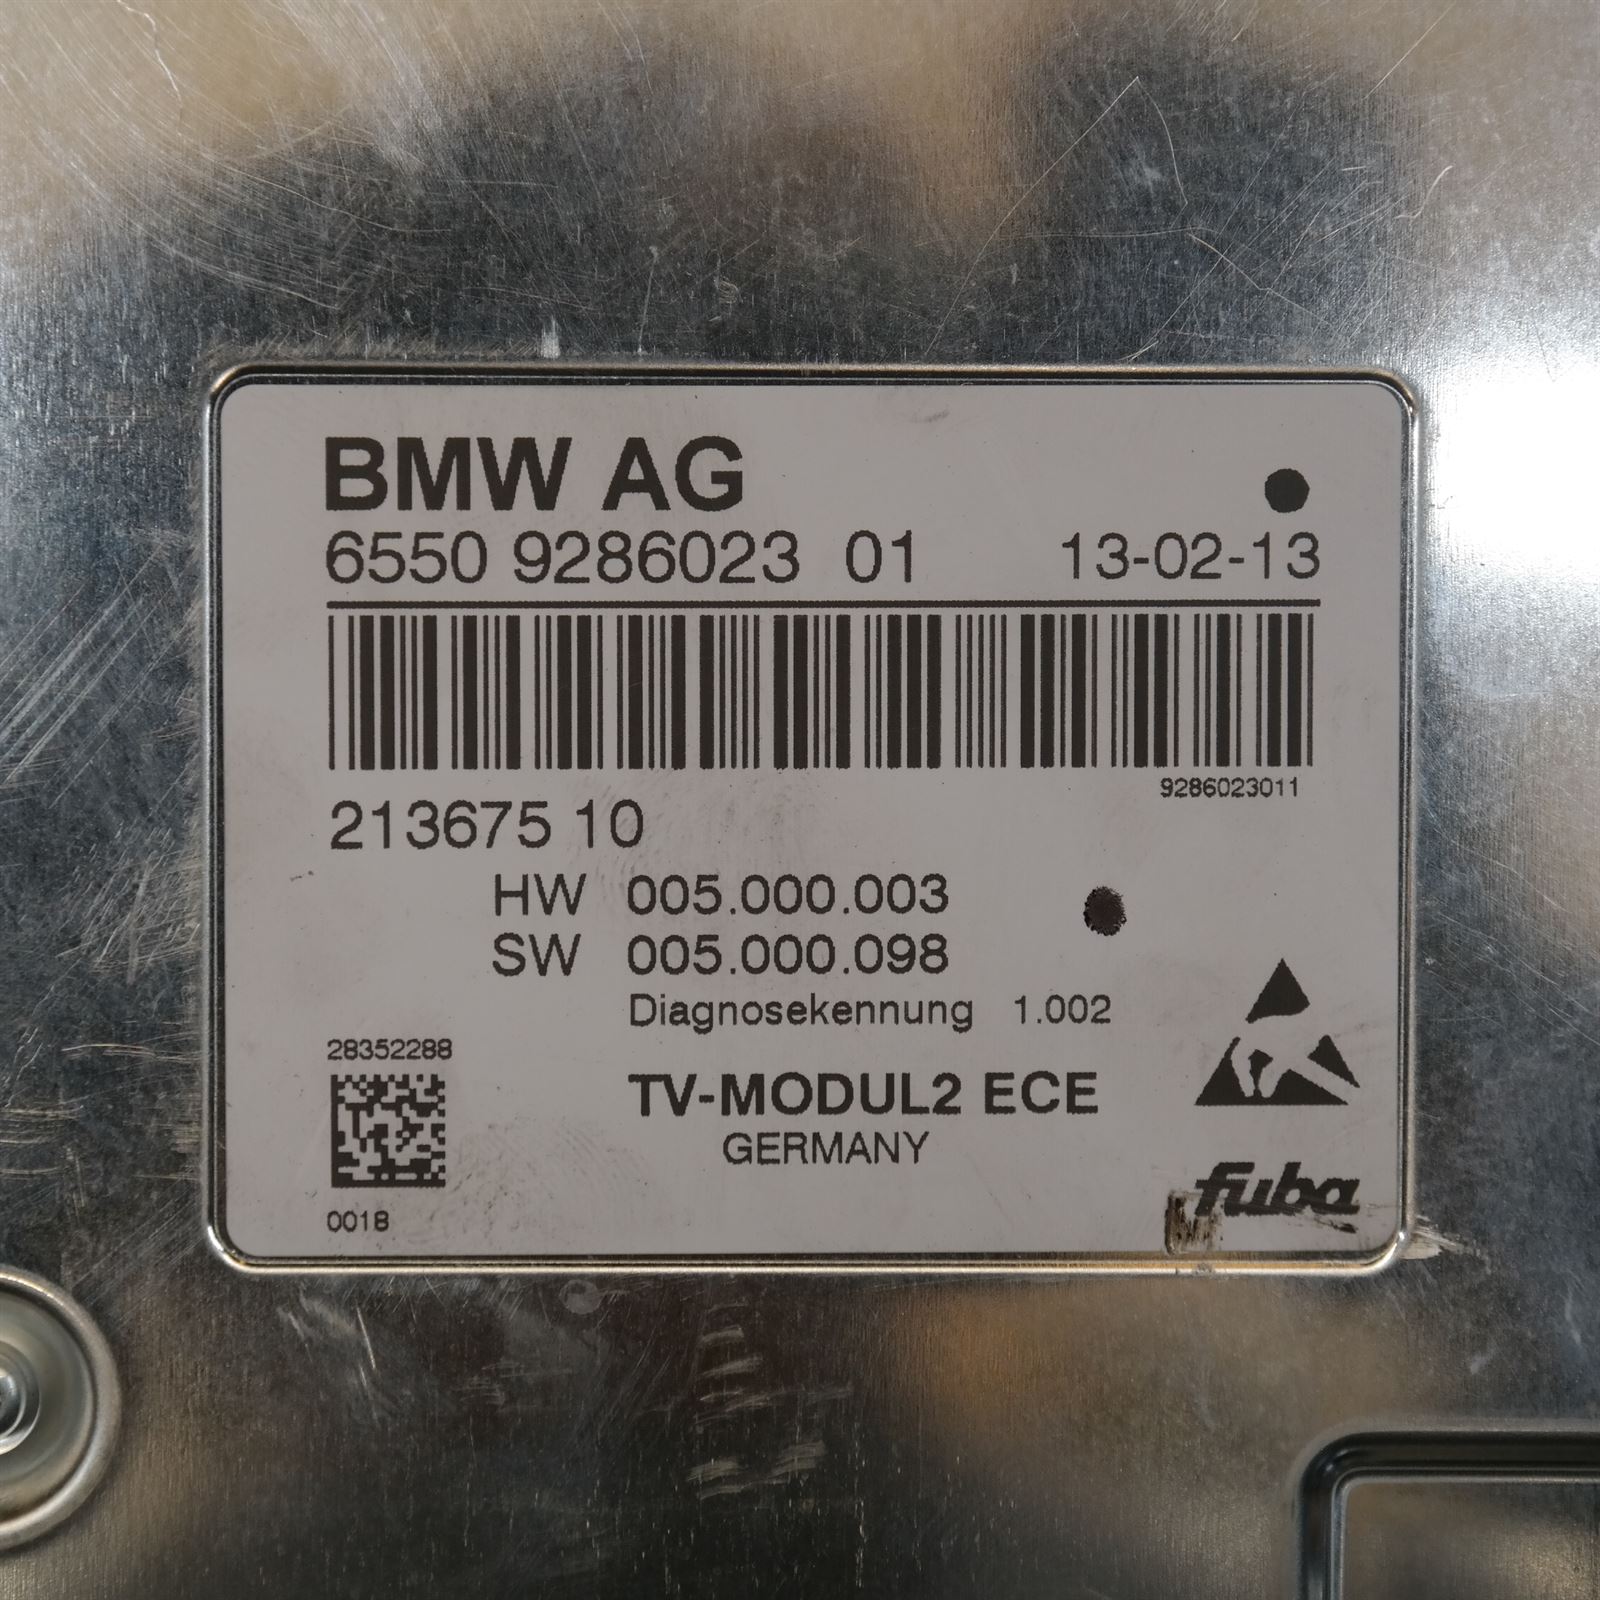 BMW AG
6550 9286023 01 13-02-13
9286023011
213675 10
HW 005.000.003
SW 005.000.098
Diagnosekennung 1.002
28352288
TV-MODUL2 ECE
GERMANY
fuba
0018